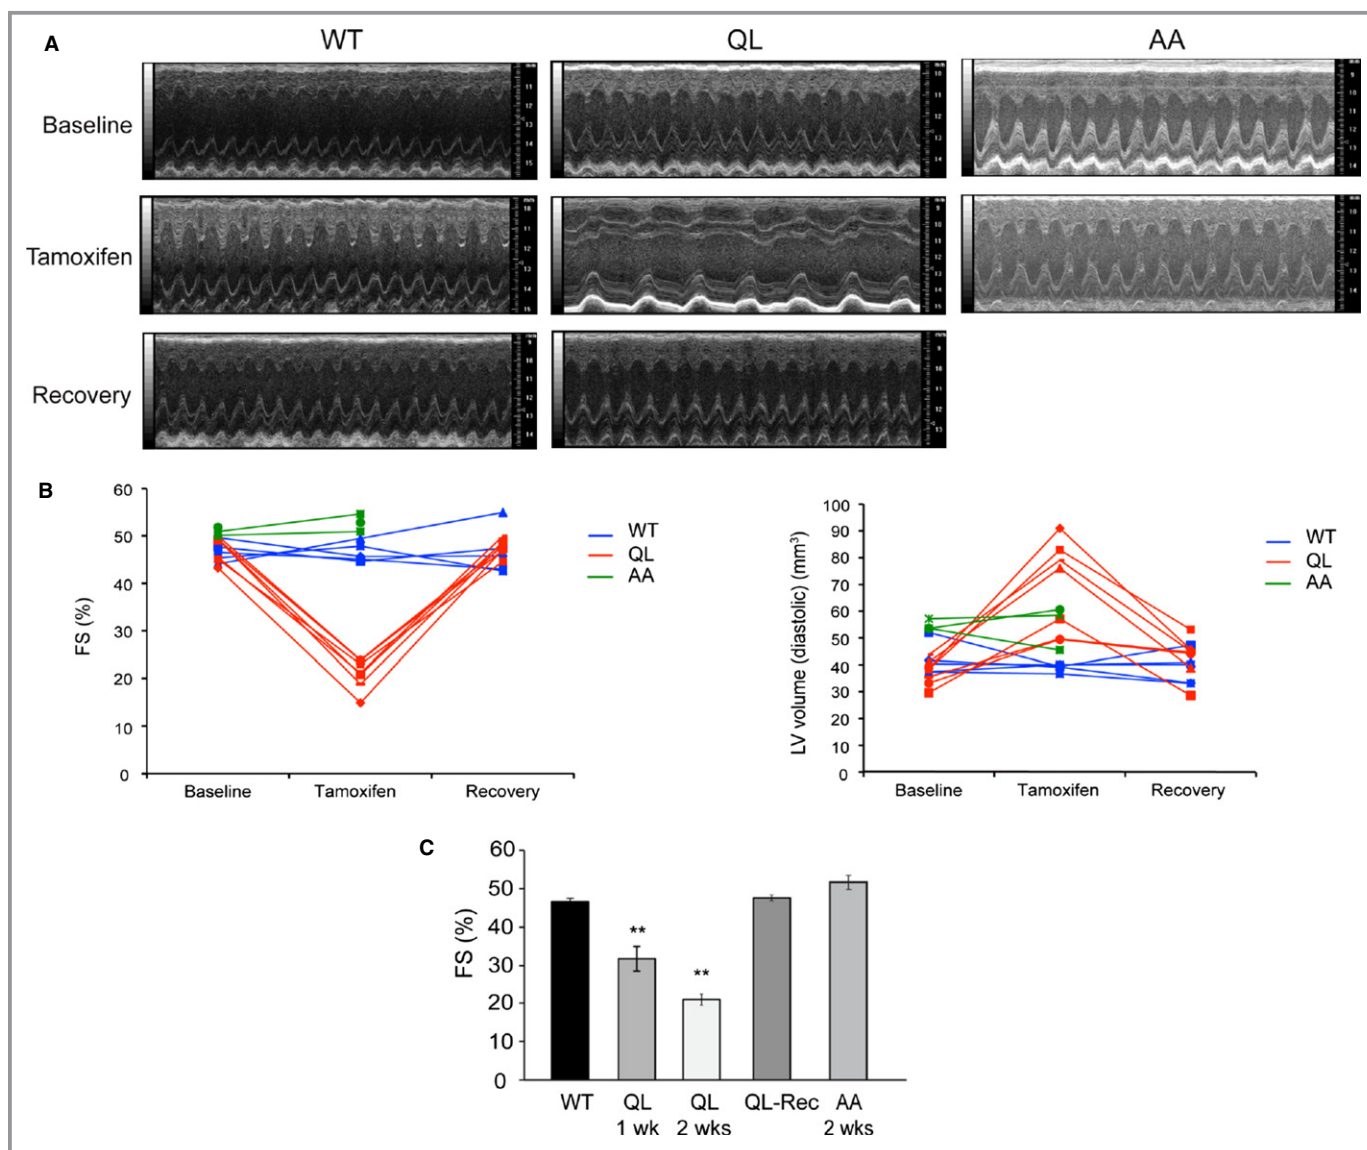 A
WT QL AA
Baseline
Tamoxifen
Recovery
B
FS (%)
60
50
40
30
20
10
0
Baseline Tamoxifen Recovery
WT
QL
AA
LV volume (diastolic) (mm³)
100
90
80
70
60
50
40
30
20
10
0
Baseline Tamoxifen Recovery
WT
QL
AA
C
FS (%)
60
50
40
30
20
10
0
** **
WT QL QL QL-Rec AA
1 wk 2 wks 2 wks